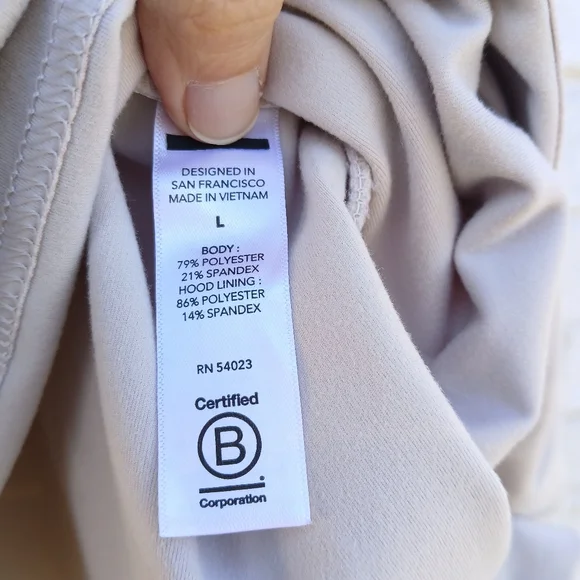 DESIGNED IN
SAN FRANCISCO
MADE IN VIETNAM
L
BODY :
79% POLYESTER
21% SPANDEX
HOOD LINING :
86% POLYESTER
14% SPANDEX
RN 54023
Certified
B
Corporation